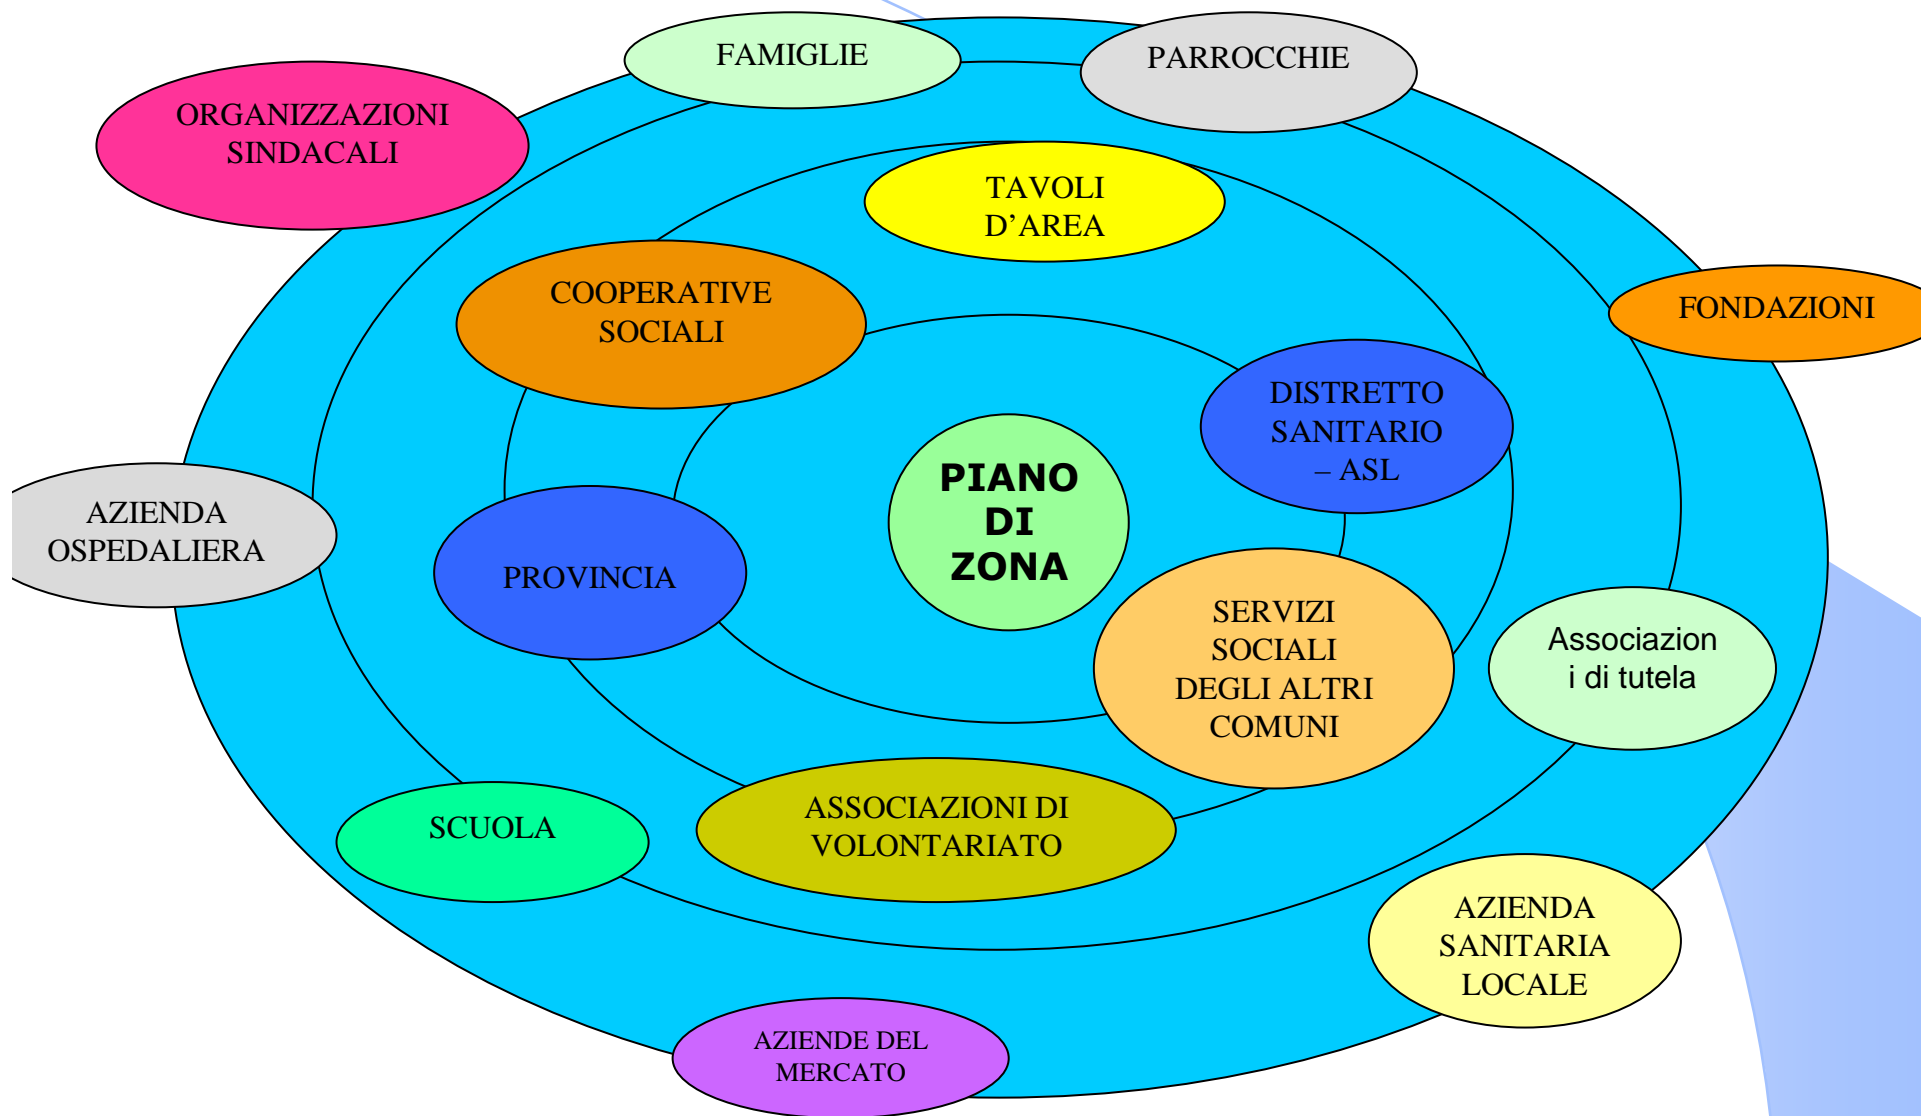 FAMIGLIE
PARROCCHIE
ORGANIZZAZIONI
SINDACALI
TAVOLI
D’AREA
COOPERATIVE
SOCIALI
FONDAZIONI
DISTRETTO
SANITARIO
– ASL
PIANO
DI
ZONA
AZIENDA
OSPEDALIERA
PROVINCIA
SERVIZI
SOCIALI
DEGLI ALTRI
COMUNI
Associazion
i di tutela
SCUOLA
ASSOCIAZIONI DI
VOLONTARIATO
AZIENDA
SANITARIA
LOCALE
AZIENDE DEL
MERCATO